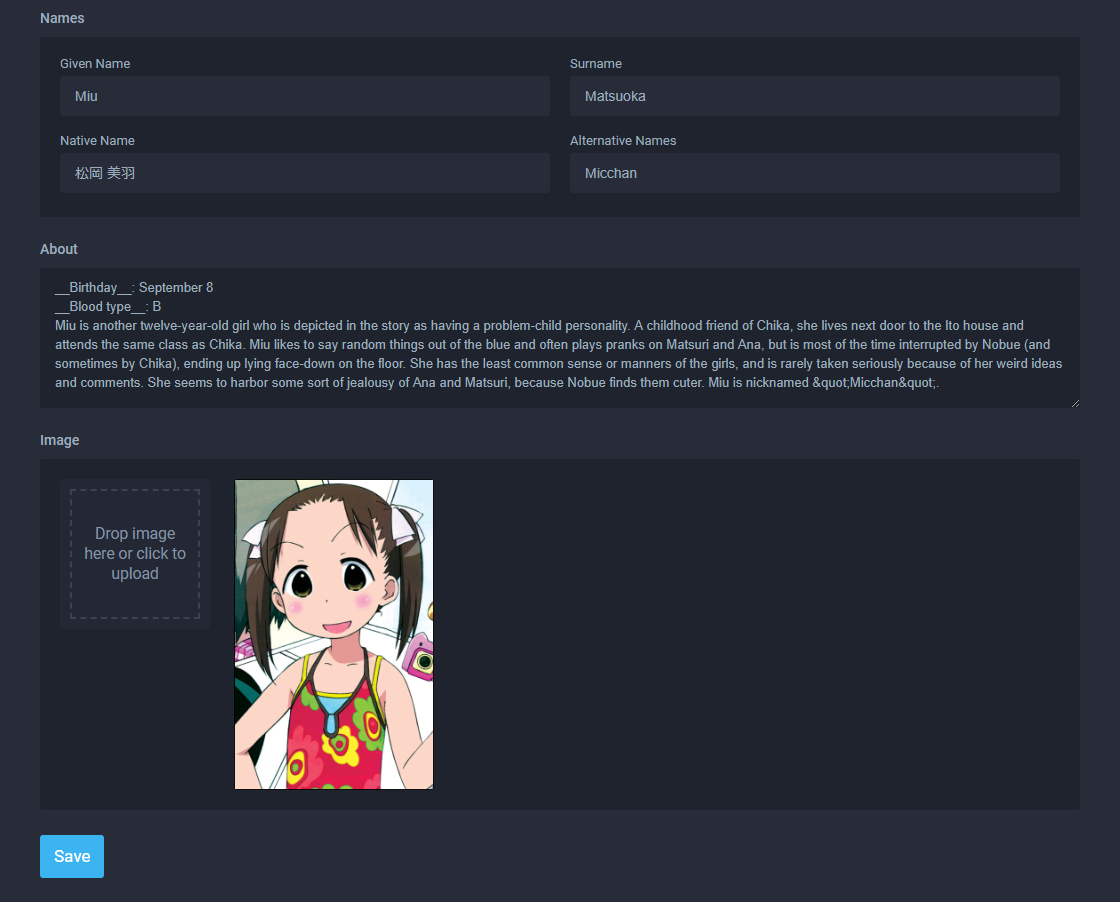 Names
Given Name
Surname
Miu
Matsuoka
Native Name
Alternative Names
松岡 美羽
Micchan
About
__Birthday__: September 8
__Blood type__: B
Miu is another twelve-year-old girl who is depicted in the story as having a problem-child personality. A childhood friend of Chika, she lives next door to the Ito house and
attends the same class as Chika. Miu likes to say random things out of the blue and often plays pranks on Matsuri and Ana, but is most of the time interrupted by Nobue (and
sometimes by Chika), ending up lying face-down on the floor. She has the least common sense or manners of the girls, and is rarely taken seriously because of her weird ideas
and comments. She seems to harbor some sort of jealousy of Ana and Matsuri, because Nobue finds them cuter. Miu is nicknamed &quot;Micchan&quot;.
Image
Drop image
here or click to
upload
Save